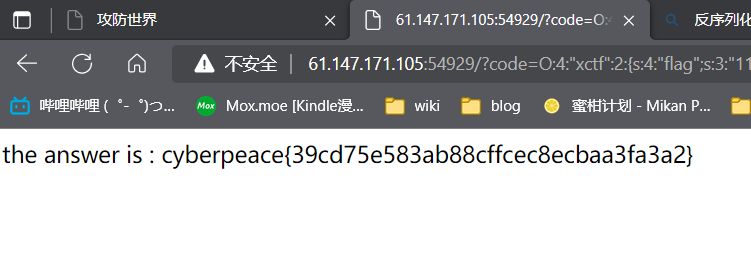 攻防世界
61.147.171.105:54929/?code=O:4
反序列化
不安全 61.147.171.105:54929/?code=O:4:"xctf":2:{s:4:"flag";s:3:"11
哔哩哔哩 (゜-゜)つ... Mox.moe [Kindle漫... wiki blog 蜜柑计划 - Mikan P...
the answer is : cyberpeace{39cd75e583ab88cffcec8ecbaa3fa3a2}